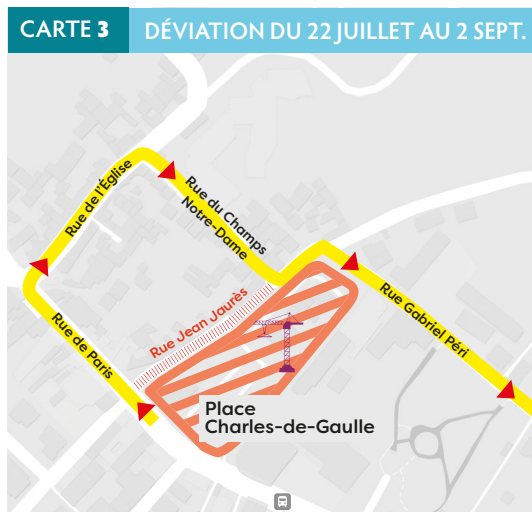 CARTE 3
DÉVIATION DU 22 JUILLET AU 2 SEPT.
Rue de l'Église
Rue du Champs
Notre-Dame
Rue Jean Jaurès
Rue Gabriel Péri
Rue de Paris
Place
Charles-de-Gaulle